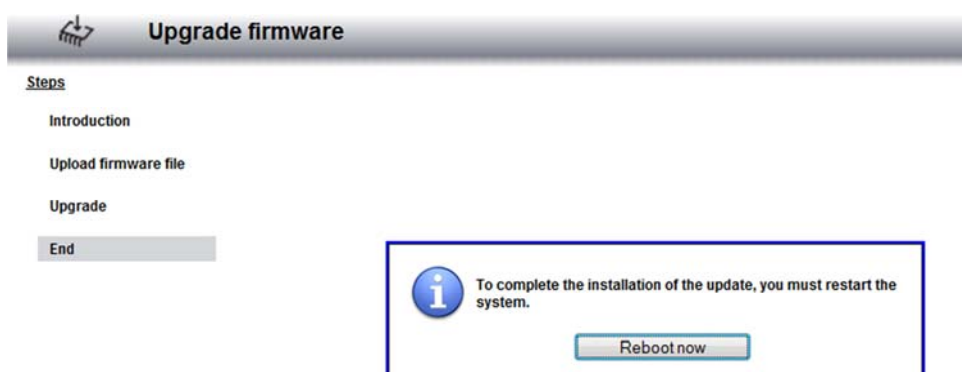 Upgrade firmware
Steps
Introduction
Upload firmware file
Upgrade
End
To complete the installation of the update, you must restart the
system.
Reboot now